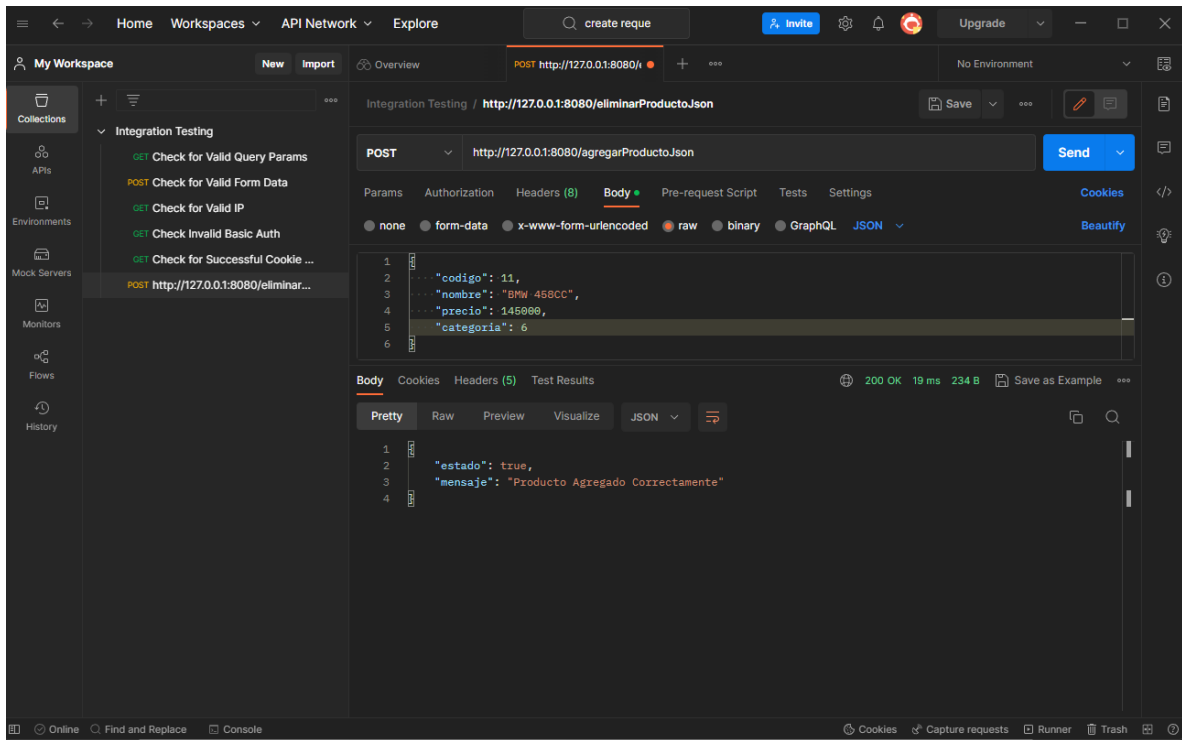 Home Workspaces API Network Explore create reque Invite Upgrade
My Workspace New Import Overview POST http://127.0.0.1:8080/e No Environment
Collections
APIs
Environments
Mock Servers
Monitors
Flows
History
Integration Testing
GET Check for Valid Query Params
POST Check for Valid Form Data
GET Check for Valid IP
GET Check Invalid Basic Auth
GET Check for Successful Cookie ...
POST http://127.0.0.1:8080/eliminar...
Integration Testing / http://127.0.0.1:8080/eliminarProductoJson Save
POST http://127.0.0.1:8080/agregarProductoJson Send
Params Authorization Headers (8) Body Pre-request Script Tests Settings Cookies
none form-data x-www-form-urlencoded raw binary GraphQL JSON Beautify
1 {
2 "codigo": 11,
3 "nombre": "BMW 458CC",
4 "precio": 145000,
5 "categoria": 6
6 }
Body Cookies Headers (5) Test Results 200 OK 19 ms 234 B Save as Example
Pretty Raw Preview Visualize JSON
1 {
2 "estado": true,
3 "mensaje": "Producto Agregado Correctamente"
4 }
Online Find and Replace Console Cookies Capture requests Runner Trash